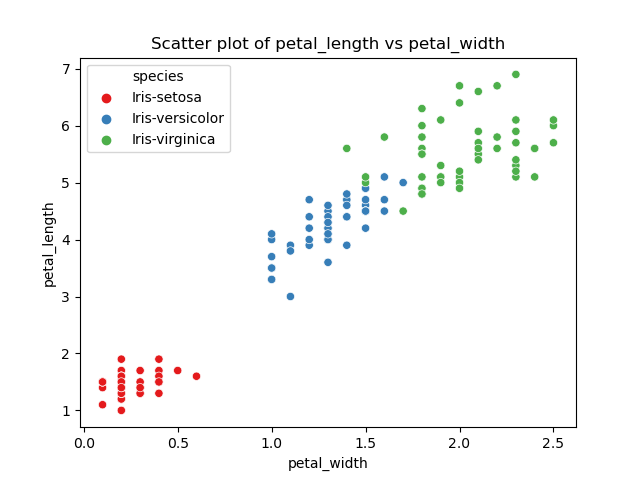 Scatter plot of petal_length vs petal_width
species
Iris-setosa
Iris-versicolor
Iris-virginica
petal_length
7
6
5
4
3
2
1
0.0 0.5 1.0 1.5 2.0 2.5
petal_width